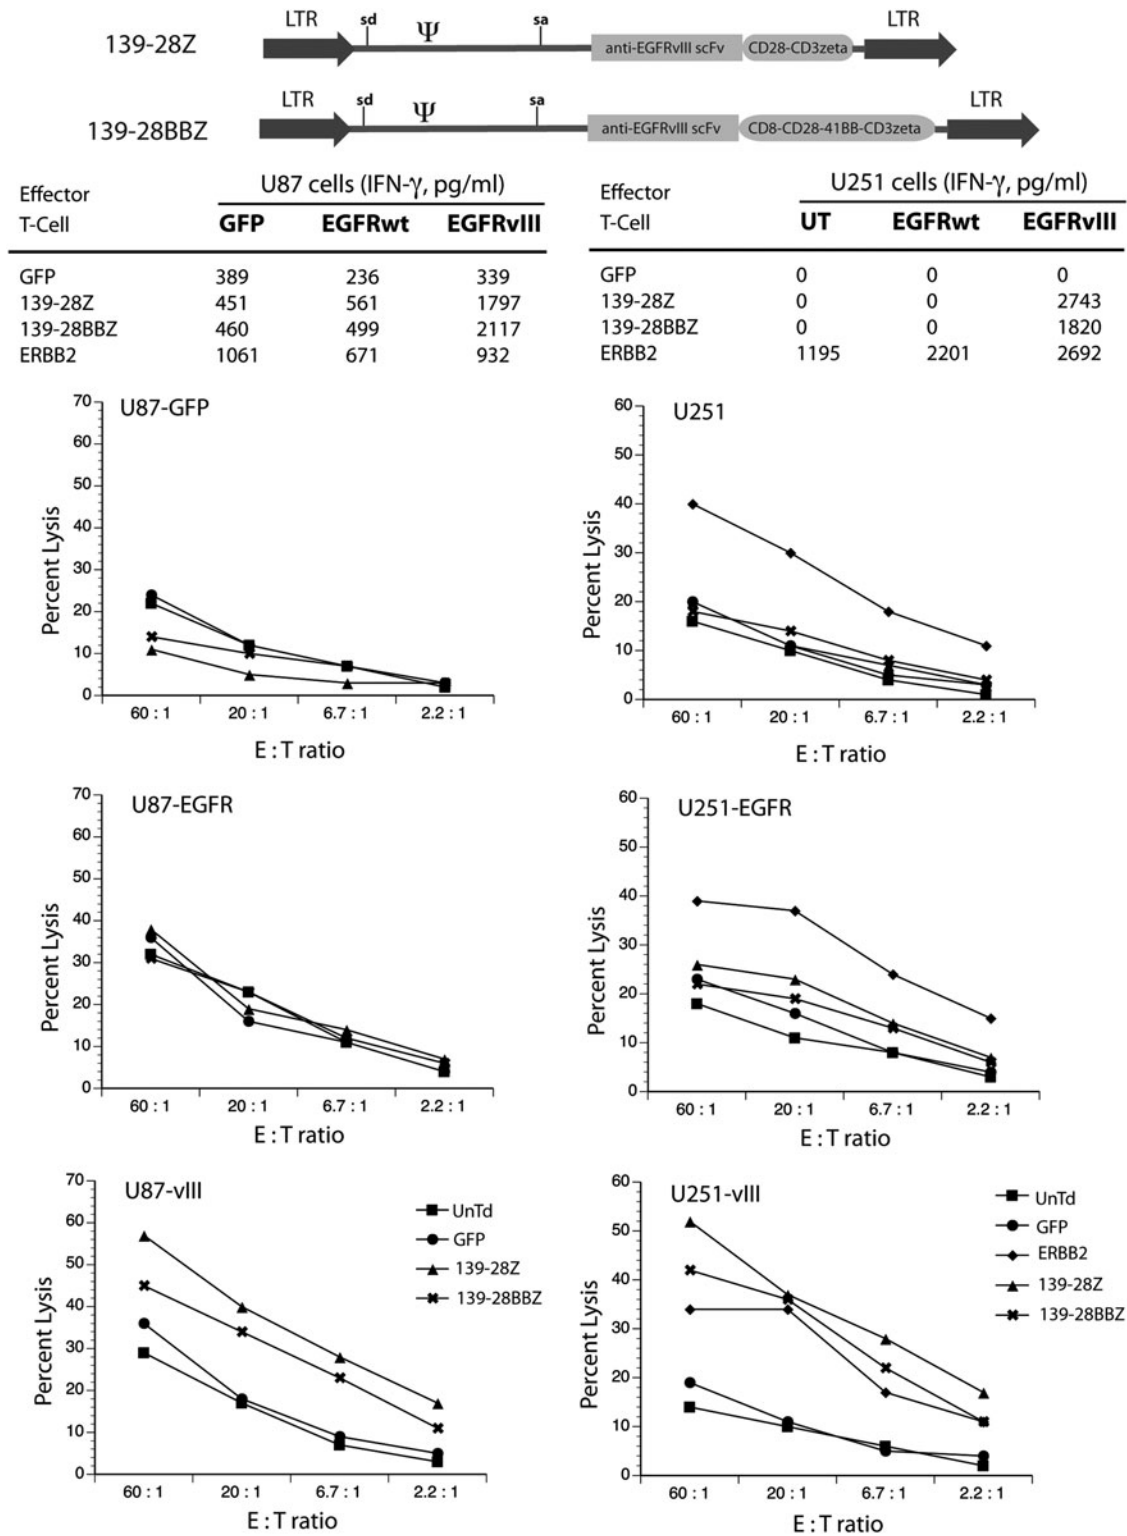 139-28Z
LTR sd Ψ sa LTR
anti-EGFRvIII scFv CD28-CD3zeta
139-28BBZ
LTR sd Ψ sa LTR
anti-EGFRvIII scFv CD8-CD28-41BB-CD3zeta
Effector
T-Cell
U87 cells (IFN-γ, pg/ml)
GFP EGFRwt EGFRvIII
GFP 389 236 339
139-28Z 451 561 1797
139-28BBZ 460 499 2117
ERBB2 1061 671 932
Effector
T-Cell
U251 cells (IFN-γ, pg/ml)
UT EGFRwt EGFRvIII
GFP 0 0 0
139-28Z 0 0 2743
139-28BBZ 0 0 1820
ERBB2 1195 2201 2692
U87-GFP
Percent Lysis
70
60
50
40
30
20
10
0
60 : 1 20 : 1 6.7 : 1 2.2 : 1
E : T ratio
U251
Percent Lysis
60
50
40
30
20
10
0
60 : 1 20 : 1 6.7 : 1 2.2 : 1
E : T ratio
U87-EGFR
Percent Lysis
70
60
50
40
30
20
10
0
60 : 1 20 : 1 6.7 : 1 2.2 : 1
E : T ratio
U251-EGFR
Percent Lysis
60
50
40
30
20
10
0
60 : 1 20 : 1 6.7 : 1 2.2 : 1
E : T ratio
U87-vIII
Percent Lysis
70
60
50
40
30
20
10
0
60 : 1 20 : 1 6.7 : 1 2.2 : 1
E : T ratio
UnTd
GFP
139-28Z
139-28BBZ
U251-vIII
Percent Lysis
60
50
40
30
20
10
0
60 : 1 20 : 1 6.7 : 1 2.2 : 1
E : T ratio
UnTd
GFP
ERBB2
139-28Z
139-28BBZ